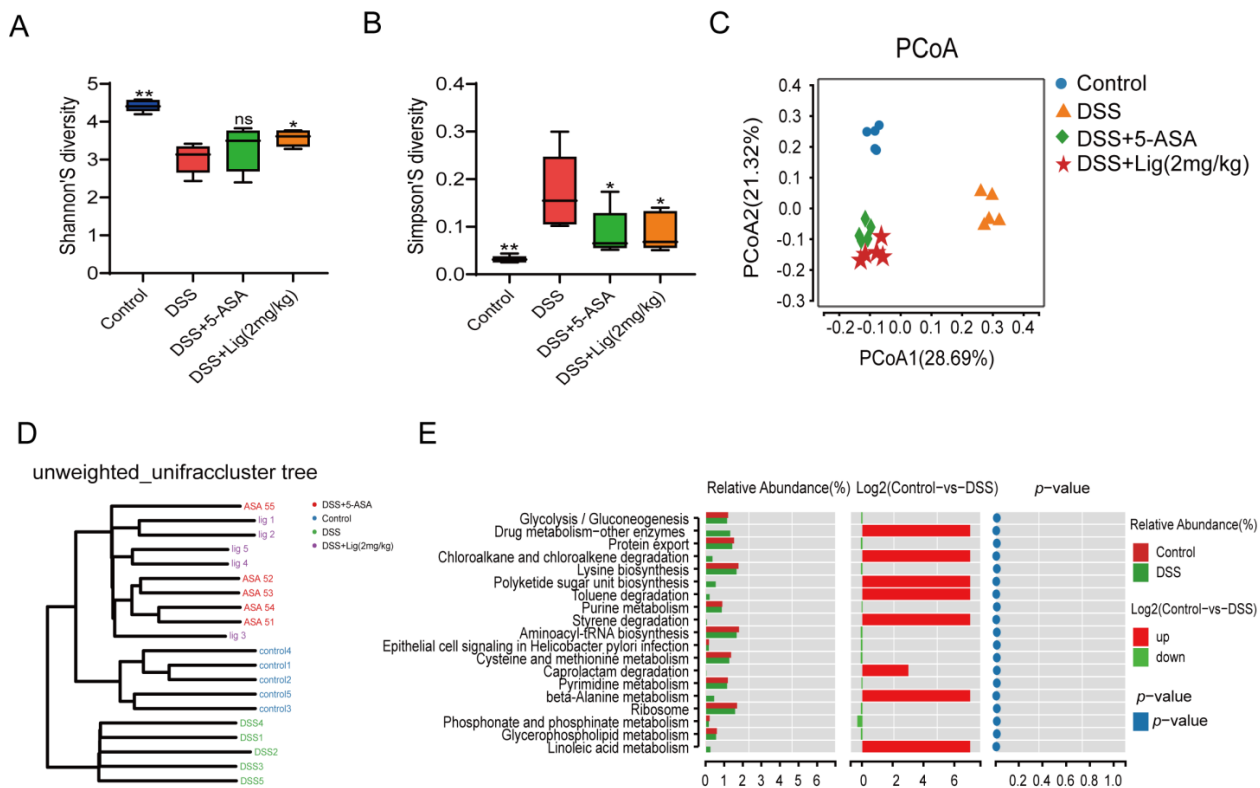 A
Shannon'S diversity
5
4
3
2
1
0
**
ns
*
Control
DSS
DSS+5-ASA
DSS+Lig(2mg/kg)
B
Simpson'S diversity
0.4
0.3
0.2
0.1
0.0
**
*
*
Control
DSS
DSS+5-ASA
DSS+Lig(2mg/kg)
C
PCoA
PCoA2(21.32%)
0.4
0.3
0.2
0.1
0.0
-0.1
-0.2
-0.3
-0.2 -0.1 0.0 0.1 0.2 0.3 0.4
PCoA1(28.69%)
Control
DSS
DSS+5-ASA
DSS+Lig(2mg/kg)
D
unweighted_unifraccluster tree
ASA 55
lig 1
lig 2
lig 5
lig 4
ASA 52
ASA 53
ASA 54
ASA 51
lig 3
control4
control1
control2
control5
control3
DSS4
DSS1
DSS2
DSS3
DSS5
DSS+5-ASA
Control
DSS
DSS+Lig(2mg/kg)
E
Relative Abundance(%) Log2(Control-vs-DSS) p-value
Glycolysis / Gluconeogenesis
Drug metabolism-other enzymes
Protein export
Chloroalkane and chloroalkene degradation
Lysine biosynthesis
Polyketide sugar unit biosynthesis
Toluene degradation
Purine metabolism
Styrene degradation
Aminoacyl-tRNA biosynthesis
Epithelial cell signaling in Helicobacter pylori infection
Cysteine and methionine metabolism
Caprolactam degradation
Pyrimidine metabolism
beta-Alanine metabolism
Ribosome
Phosphonate and phosphinate metabolism
Glycerophospholipid metabolism
Linoleic acid metabolism
0 1 2 3 4 5 6 7
0 2 4 6
0.2 0.4 0.6 0.8 1.0
Relative Abundance(%)
Control
DSS
Log2(Control-vs-DSS)
up
down
p-value
p-value